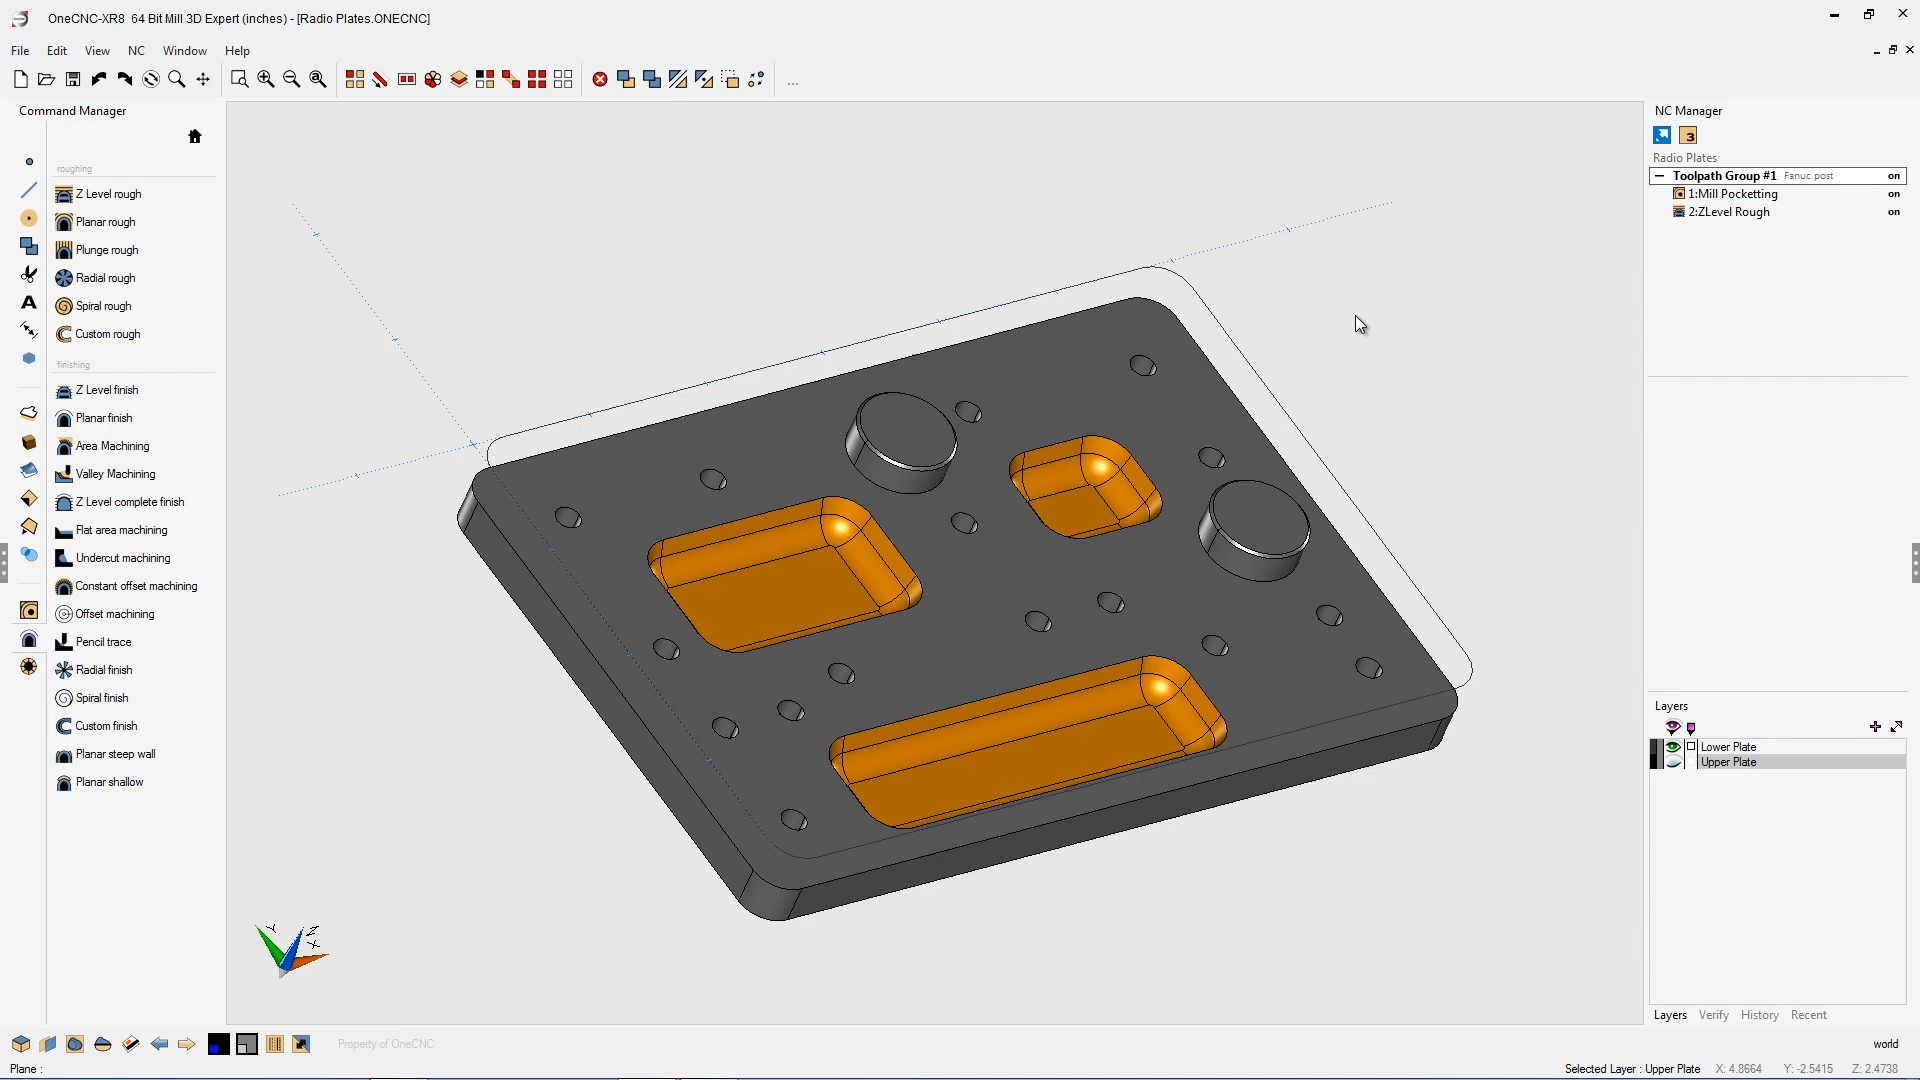 OneCNC-XR8 64 Bit Mill 3D Expert (inches) - [Radio Plates.ONECNC]
File Edit View NC Window Help
...
Command Manager
roughing
Z Level rough
Planar rough
Plunge rough
Radial rough
Spiral rough
Custom rough
finishing
Z Level finish
Planar finish
Area Machining
Valley Machining
Z Level complete finish
Flat area machining
Undercut machining
Constant offset machining
Offset machining
Pencil trace
Radial finish
Spiral finish
Custom finish
Planar steep wall
Planar shallow
A
Y Z X
NC Manager
3
Radio Plates
Toolpath Group #1 Fanuc post on
1:Mill Pocketting on
2:ZLevel Rough on
Layers
Lower Plate
Upper Plate
Layers Verify History Recent
Property of OneCNC
world
Plane :
Selected Layer : Upper Plate X: 4.8664 Y: -2.5415 Z: 2.4738